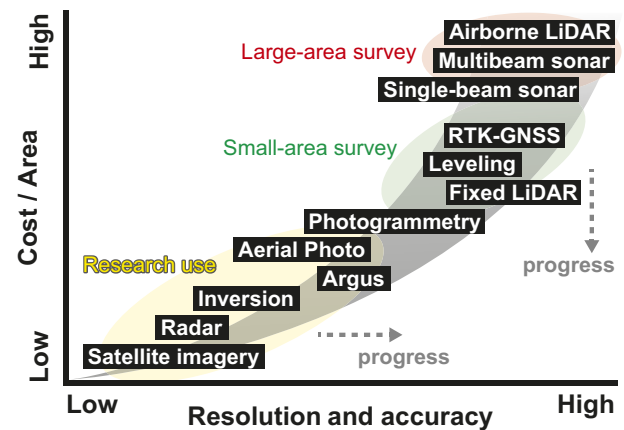 High
Airborne LiDAR
Large-area survey
Multibeam sonar
Single-beam sonar
RTK-GNSS
Small-area survey
Leveling
Fixed LiDAR
Cost / Area
Photogrammetry
Aerial Photo
Research use
progress
Argus
Inversion
Radar
Low
Satellite imagery
progress
Low
Resolution and accuracy
High